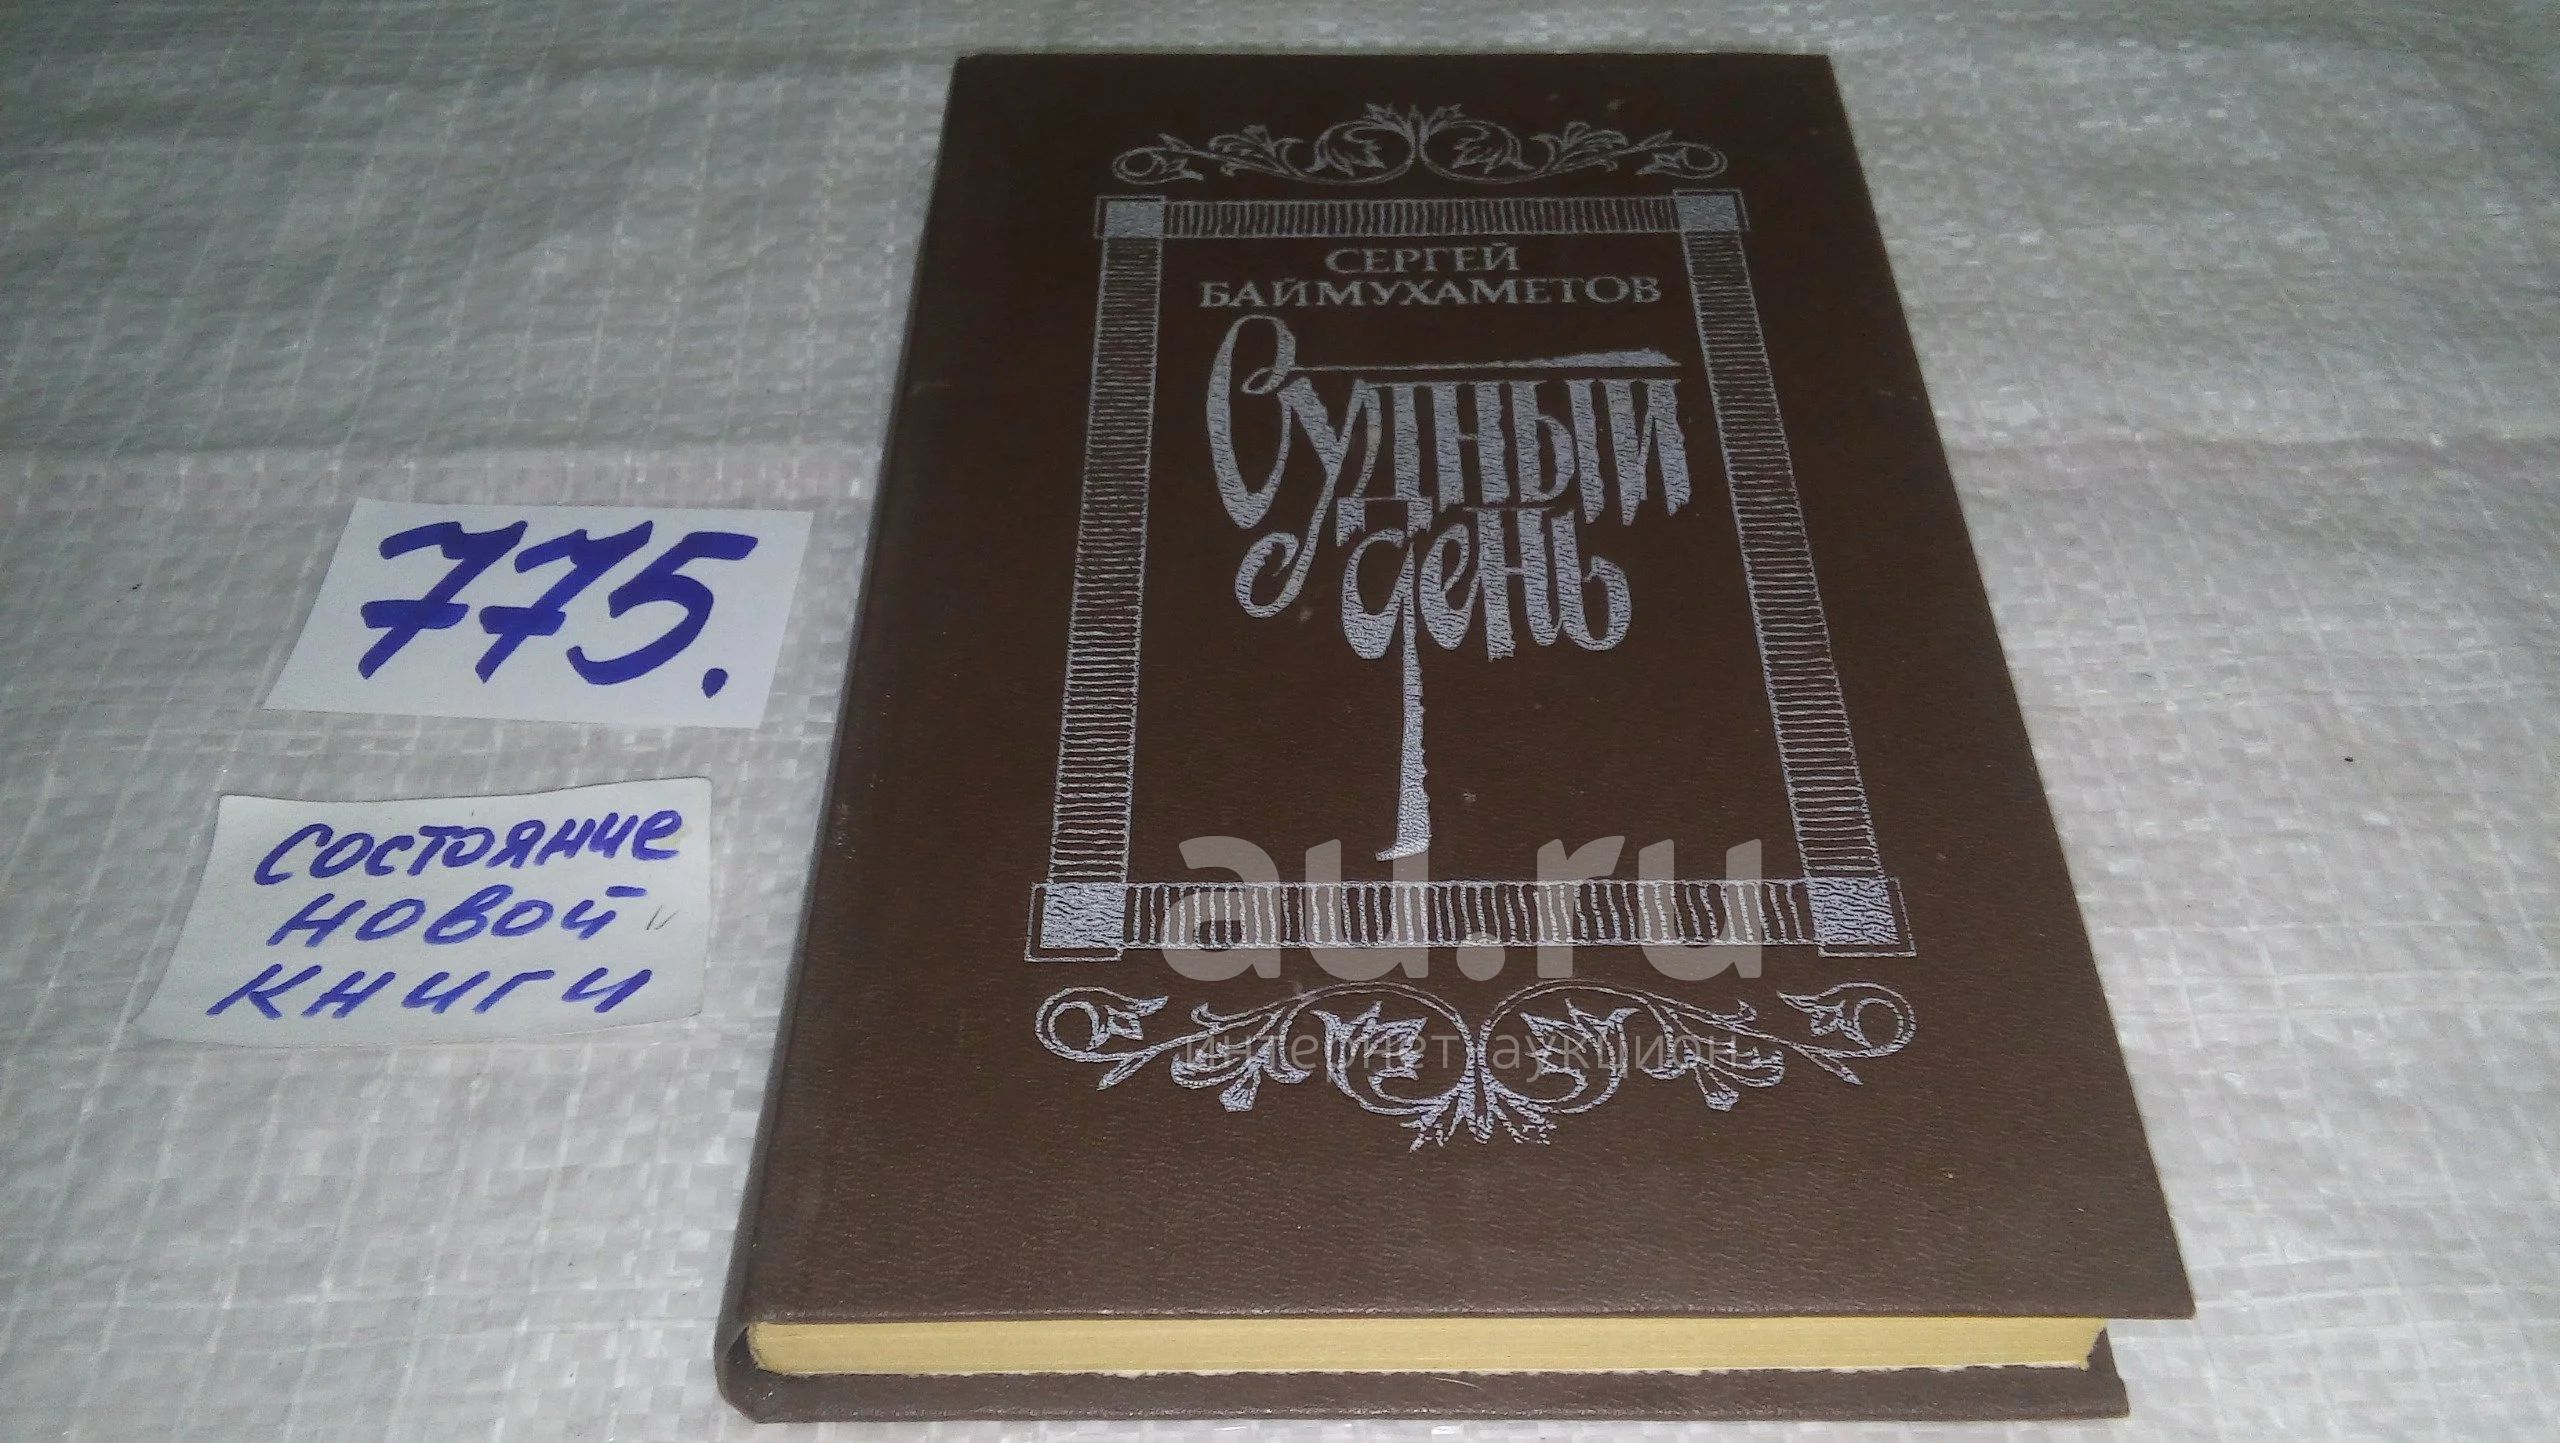 775.
состояние
новой
книги
СЕРГЕЙ
БАЙМУХАМЕТОВ
Судный
день
au.ru
интернет аукцион